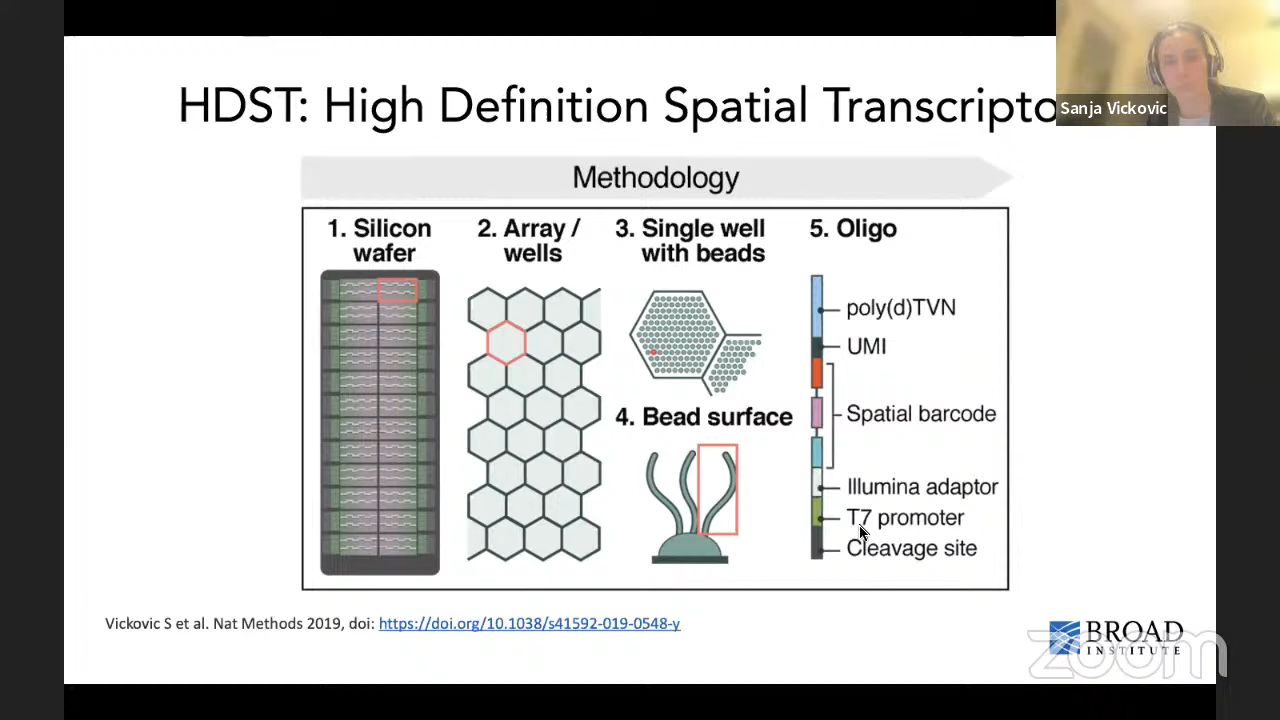 HDST: High Definition Spatial Transcripto
Sanja Vickovic
Methodology
1. Silicon
wafer
2. Array /
wells
3. Single well
with beads
4. Bead surface
5. Oligo
poly(d)TVN
UMI
Spatial barcode
Illumina adaptor
T7 promoter
Cleavage site
Vickovic S et al. Nat Methods 2019, doi: https://doi.org/10.1038/s41592-019-0548-y
BROAD
INSTITUTE
zoom